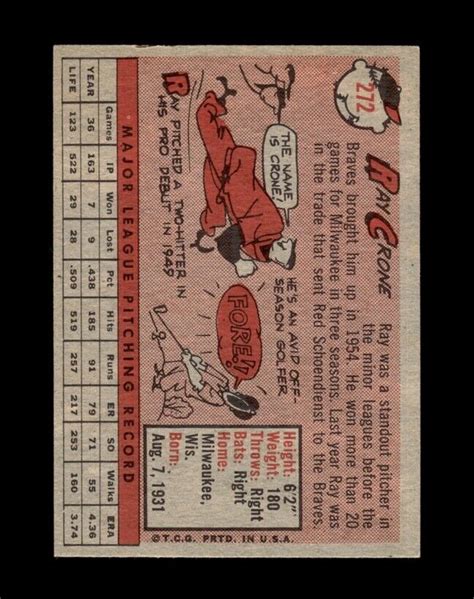 272
RAY CRONE
Ray was a standout pitcher in
the minor leagues before the
Braves brought him up in 1954. He won more than 20
games for Milwaukee in three seasons. Last year Ray was
in the trade that sent Red Schoendienst to the Braves.
THE NAME
IS CRONE!
RAY PITCHED A TWO-HITTER IN
HIS PRO DEBUT IN 1949
HE'S AN AVID OFF-
SEASON GOLFER
FORE!!
Height: 6'2"
Weight: 180
Throws: Right
Bats: Right
Home:
Milwaukee,
Wis.
Born:
Aug. 7, 1931
MAJOR LEAGUE PITCHING RECORD
Games IP Won Lost Pct Hits Runs ER SO Walks ERA
YEAR 36 163 7 9 .438 185 91 79 71 55 4.36
LIFE 123 522 29 28 .509 519 257 217 253 160 3.74
© T.C.G. PRTD. IN U.S.A.